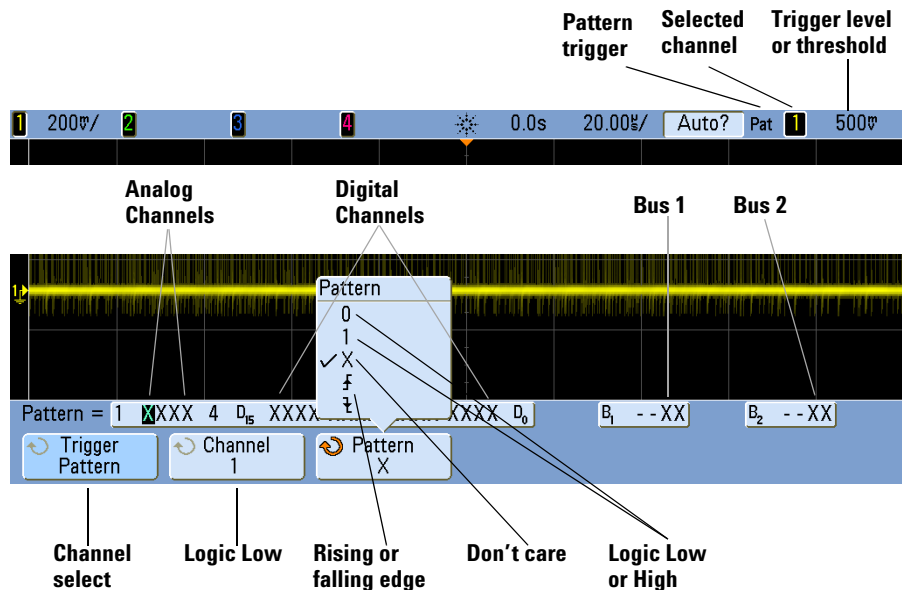 Pattern trigger
Selected channel
Trigger level or threshold
1 200mV/ 2 3 4 0.0s 20.00µs/ Auto? Pat 1 500mV
Analog Channels
Digital Channels
Bus 1
Bus 2
Pattern
0
1
X
Pattern = 1 XXXX 4 D15 XXXX XXXX D0 B1 --XX B2 --XX
Trigger Pattern
Channel 1
Pattern X
Channel select
Logic Low
Rising or falling edge
Don't care
Logic Low or High